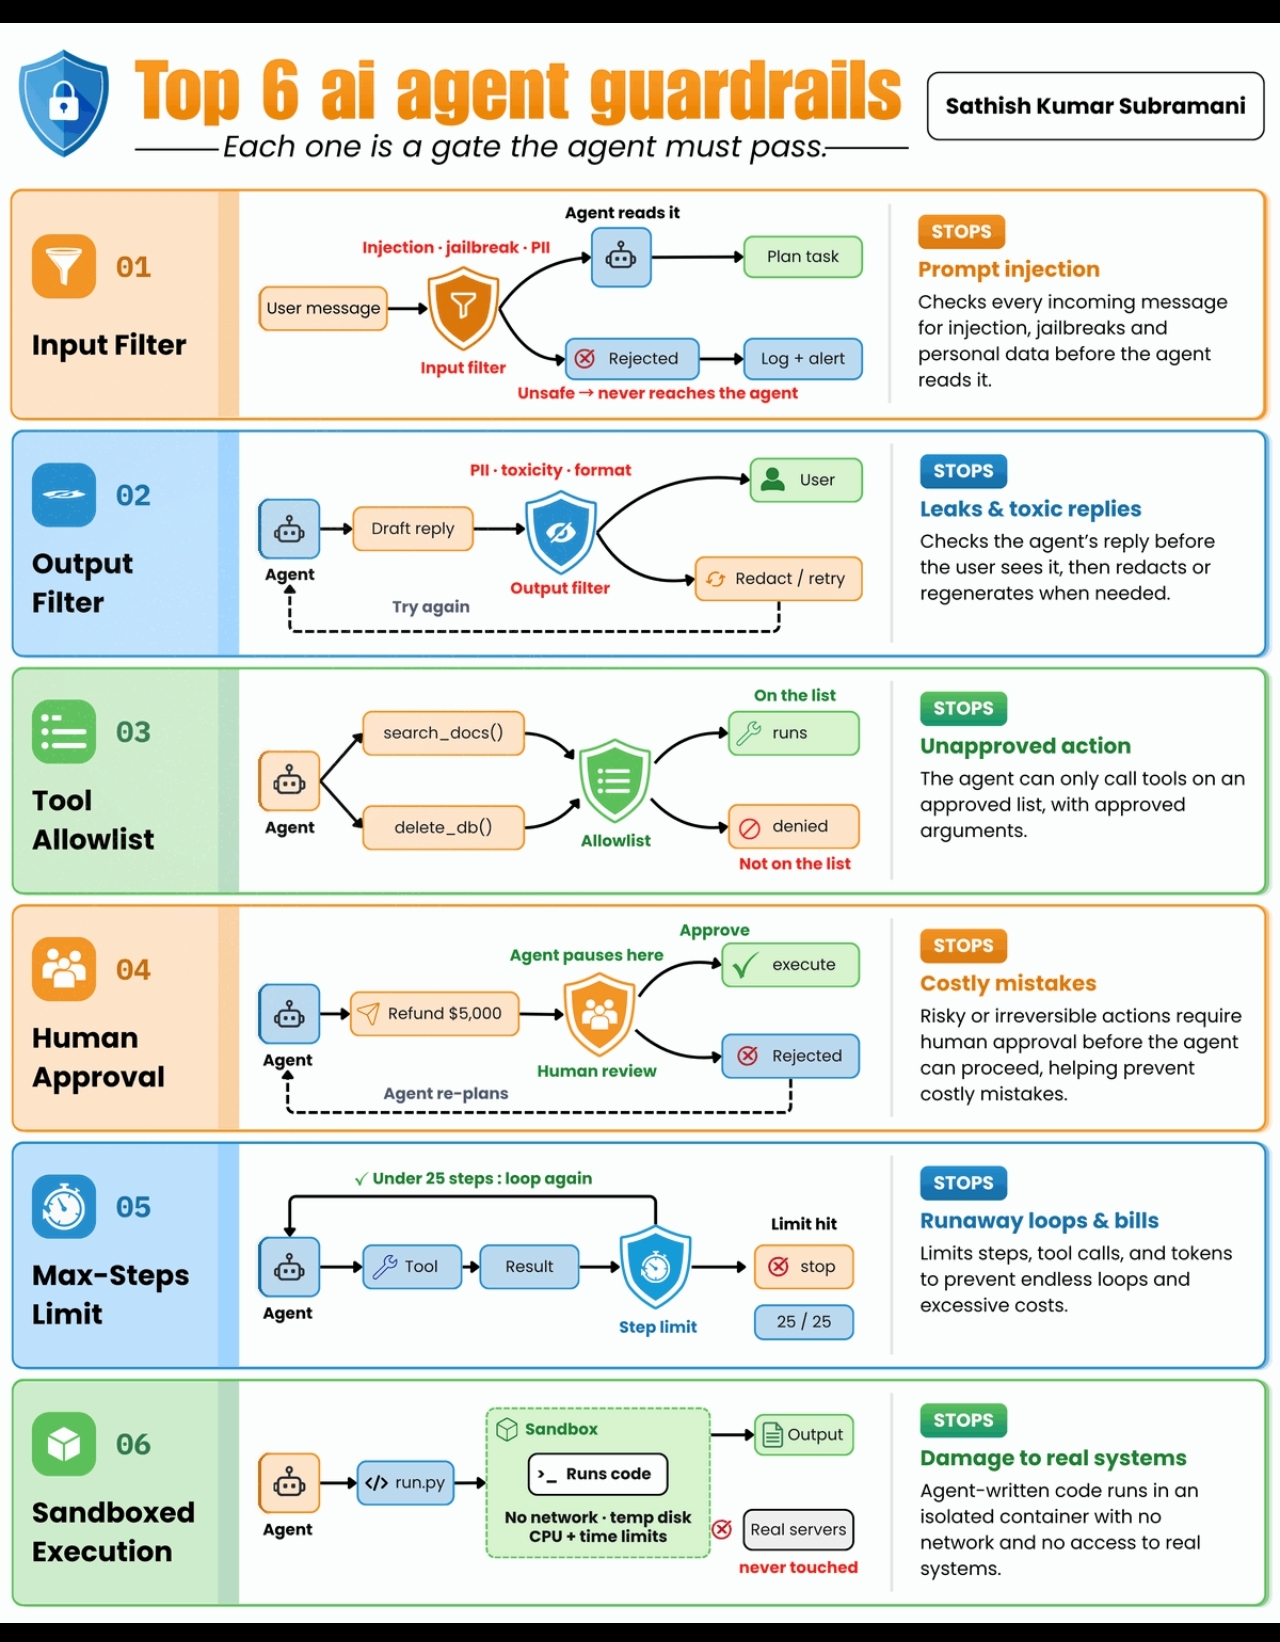 Top 6 ai agent guardrails
Sathish Kumar Subramani
Each one is a gate the agent must pass.
01
Input Filter
Agent reads it
Injection · jailbreak · PII
User message
Plan task
Input filter
Rejected
Log + alert
Unsafe → never reaches the agent
STOPS
Prompt injection
Checks every incoming message
for injection, jailbreaks and
personal data before the agent
reads it.
02
Output
Filter
PII · toxicity · format
User
Agent
Draft reply
Output filter
Redact / retry
Try again
STOPS
Leaks & toxic replies
Checks the agent’s reply before
the user sees it, then redacts or
regenerates when needed.
03
Tool
Allowlist
On the list
search_docs()
runs
Agent
delete_db()
Allowlist
denied
Not on the list
STOPS
Unapproved action
The agent can only call tools on an
approved list, with approved
arguments.
04
Human
Approval
Approve
Agent pauses here
execute
Refund $5,000
Agent
Human review
Rejected
Agent re-plans
STOPS
Costly mistakes
Risky or irreversible actions require
human approval before the agent
can proceed, helping prevent
costly mistakes.
05
Max-Steps
Limit
✓ Under 25 steps : loop again
Limit hit
Tool
Result
stop
Agent
Step limit
25 / 25
STOPS
Runaway loops & bills
Limits steps, tool calls, and tokens
to prevent endless loops and
excessive costs.
06
Sandboxed
Execution
Sandbox
Output
>_ Runs code
</> run.py
Agent
No network · temp disk
CPU + time limits
Real servers
never touched
STOPS
Damage to real systems
Agent-written code runs in an
isolated container with no
network and no access to real
systems.